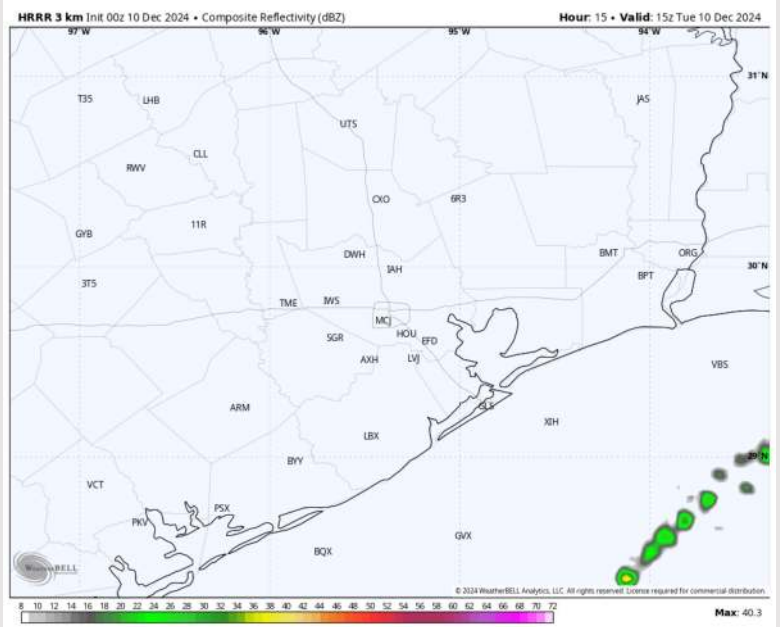 HRRR 3 km Init 00z 10 Dec 2024 • Composite Reflectivity (dBZ) Hour: 15 • Valid: 15z Tue 10 Dec 2024
97°W 96°W 95°W 94°W
31°N
T35 LHB JAS
UTS
CLL
RWV
CXO 6R3
11R
GYB
DWH BMT ORG
IAH 30°N
BPT
3T5
TME IWS
MCJ
SGR HOU EFD
AXH LVJ VBS
GLS
ARM
XIH
LBX
BYY 29°N
VCT
PSX
PKV
GVX
BQX
WeatherBELL
© 2024 WeatherBELL Analytics, LLC. All rights reserved. License required for commercial distribution.
8 10 12 14 16 18 20 22 24 26 28 30 32 34 36 38 40 42 44 46 48 50 52 54 56 58 60 62 64 66 68 70 72
Max: 40.3